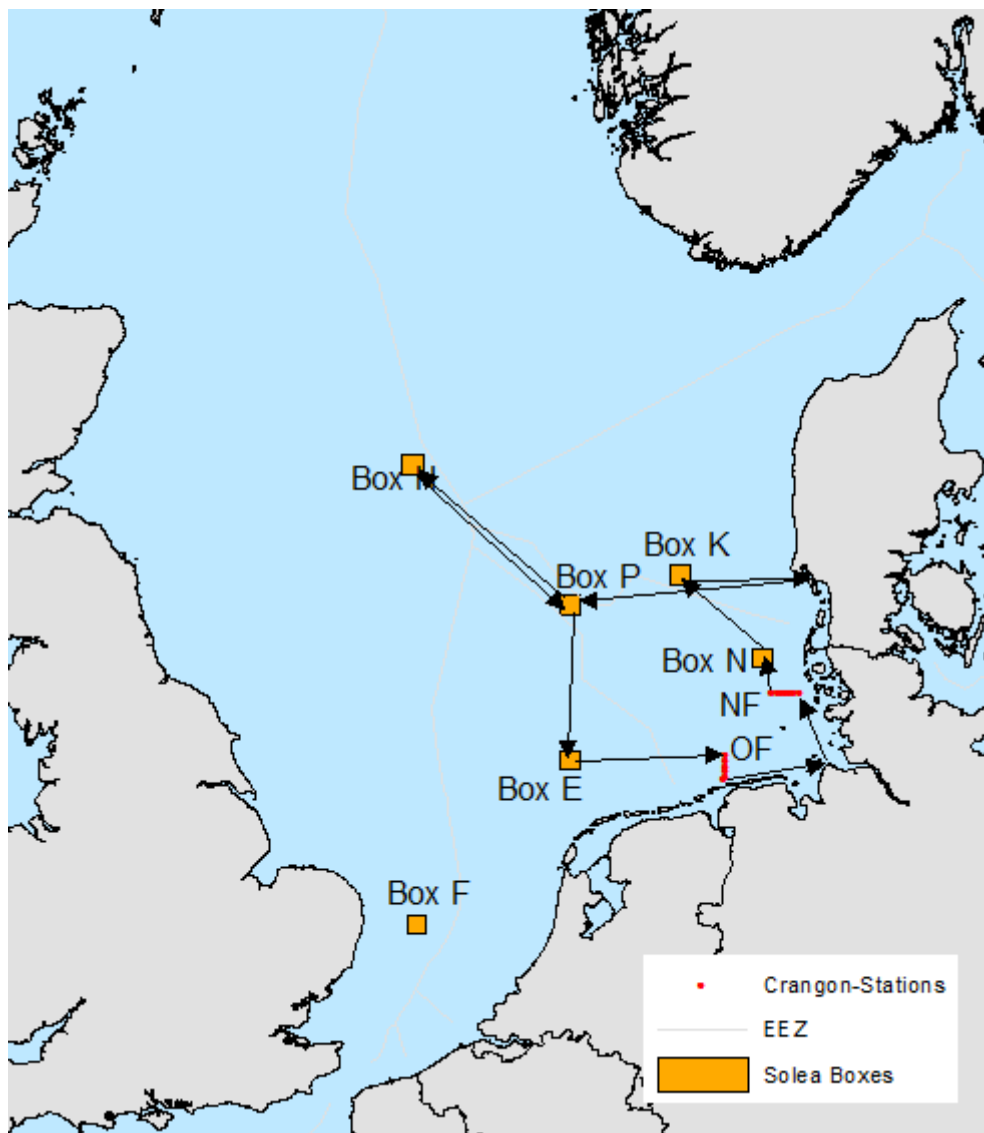 Box H
Box K
Box P
Box N
NF
OF
Box E
Box F
Crangon-Stations
EEZ
Solea Boxes